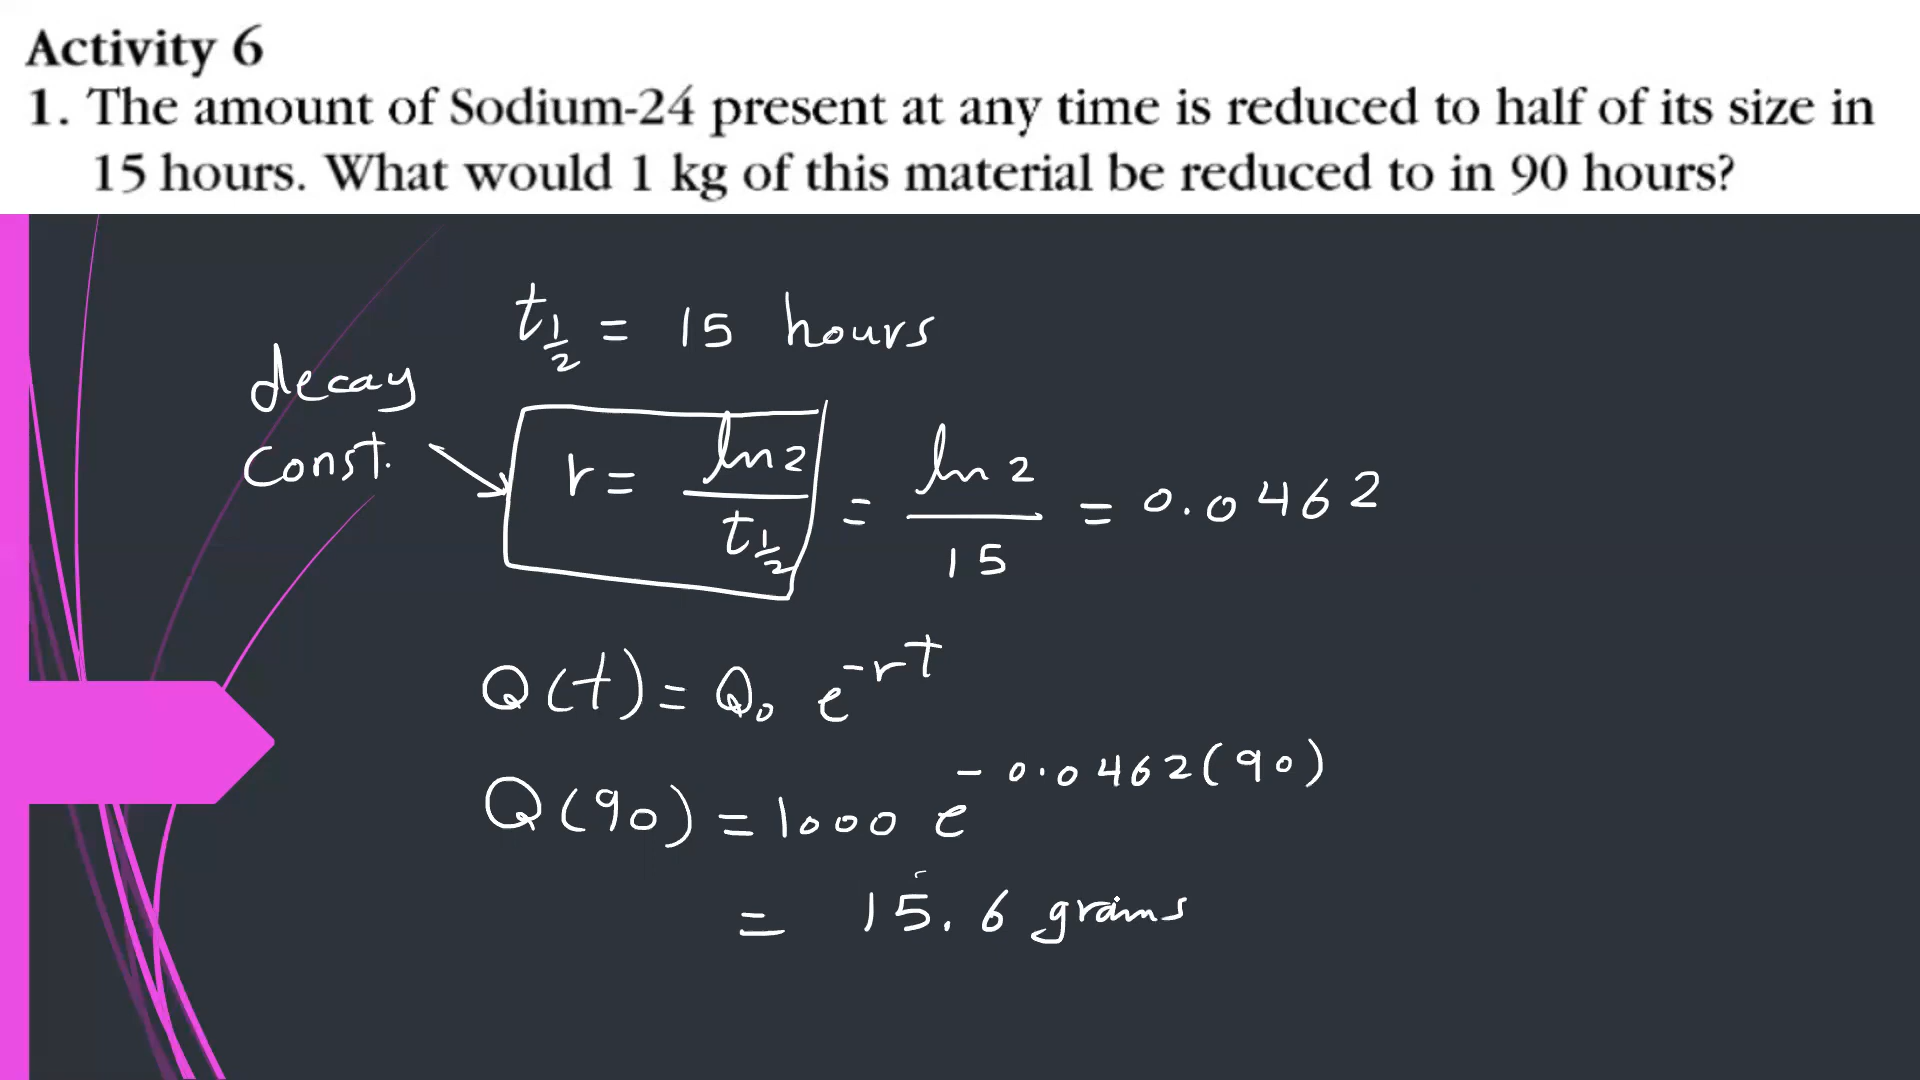 Activity 6
1. The amount of Sodium-24 present at any time is reduced to half of its size in
15 hours. What would 1 kg of this material be reduced to in 90 hours?
t½ = 15 hours
decay
const.
r = ln2/t½ = ln 2/15 = 0.0462
Q(t) = Q₀ e^-rt
Q(90) = 1000 e^-0.0462(90)
= 15.6 grams